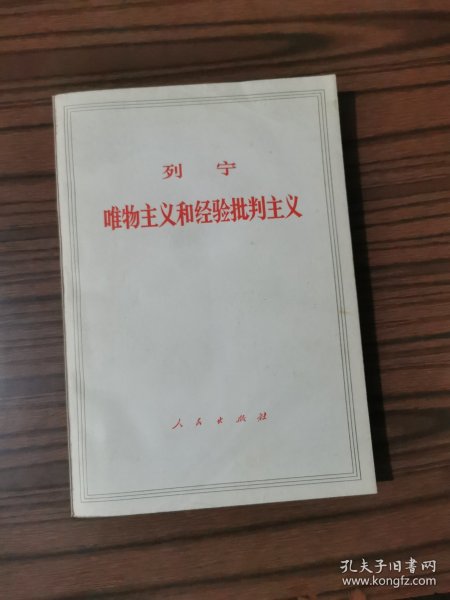 列 宁
唯物主义和经验批判主义
人民出版社
孔夫子旧书网
www.kongfz.com